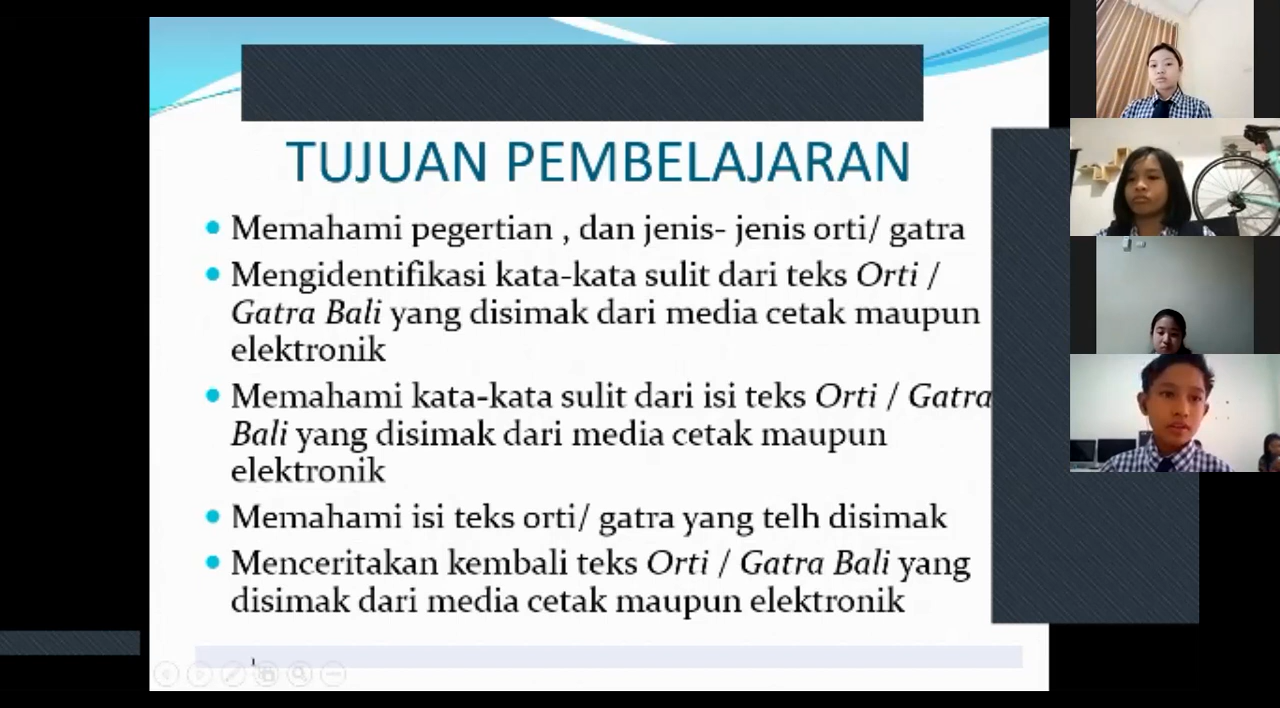 TUJUAN PEMBELAJARAN
Memahami pegertian , dan jenis- jenis orti/ gatra
Mengidentifikasi kata-kata sulit dari teks Orti /
Gatra Bali yang disimak dari media cetak maupun
elektronik
Memahami kata-kata sulit dari isi teks Orti / Gatra
Bali yang disimak dari media cetak maupun
elektronik
Memahami isi teks orti/ gatra yang telh disimak
Menceritakan kembali teks Orti / Gatra Bali yang
disimak dari media cetak maupun elektronik